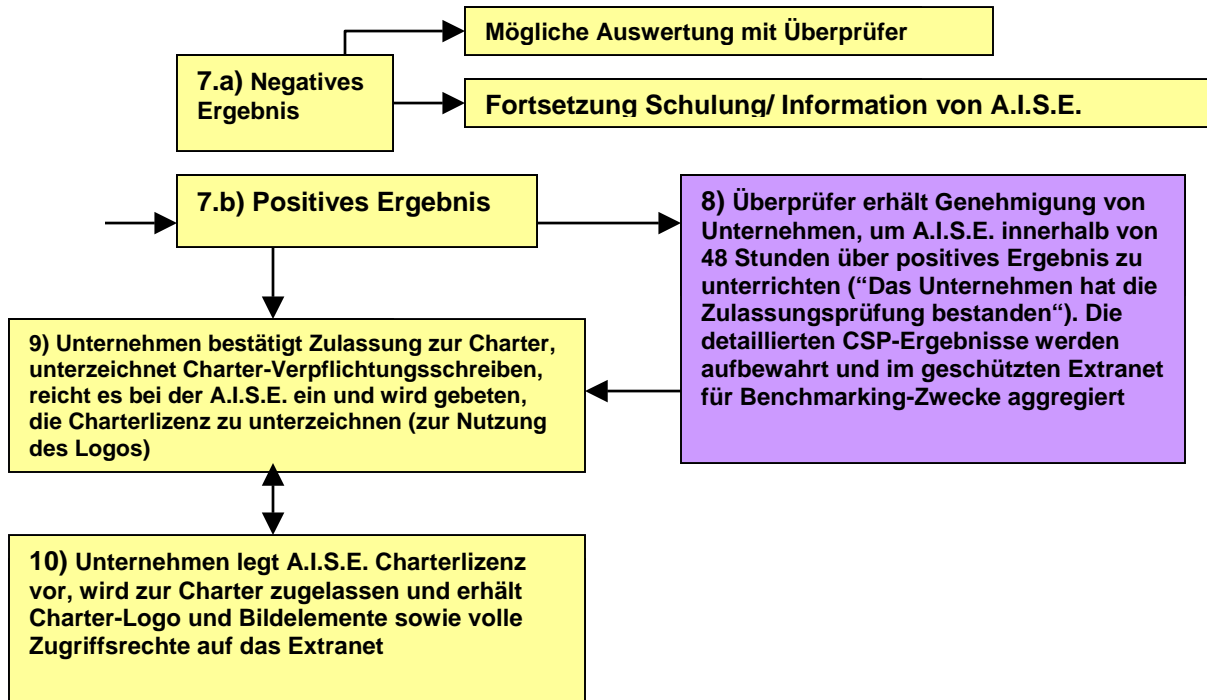 Mögliche Auswertung mit Überprüfer
7.a) Negatives
Ergebnis
Fortsetzung Schulung/ Information von A.I.S.E.
7.b) Positives Ergebnis
8) Überprüfer erhält Genehmigung von
Unternehmen, um A.I.S.E. innerhalb von
48 Stunden über positives Ergebnis zu
unterrichten (“Das Unternehmen hat die
Zulassungsprüfung bestanden“). Die
detaillierten CSP-Ergebnisse werden
aufbewahrt und im geschützten Extranet
für Benchmarking-Zwecke aggregiert
9) Unternehmen bestätigt Zulassung zur Charter,
unterzeichnet Charter-Verpflichtungsschreiben,
reicht es bei der A.I.S.E. ein und wird gebeten,
die Charterlizenz zu unterzeichnen (zur Nutzung
des Logos)
10) Unternehmen legt A.I.S.E. Charterlizenz
vor, wird zur Charter zugelassen und erhält
Charter-Logo und Bildelemente sowie volle
Zugriffsrechte auf das Extranet